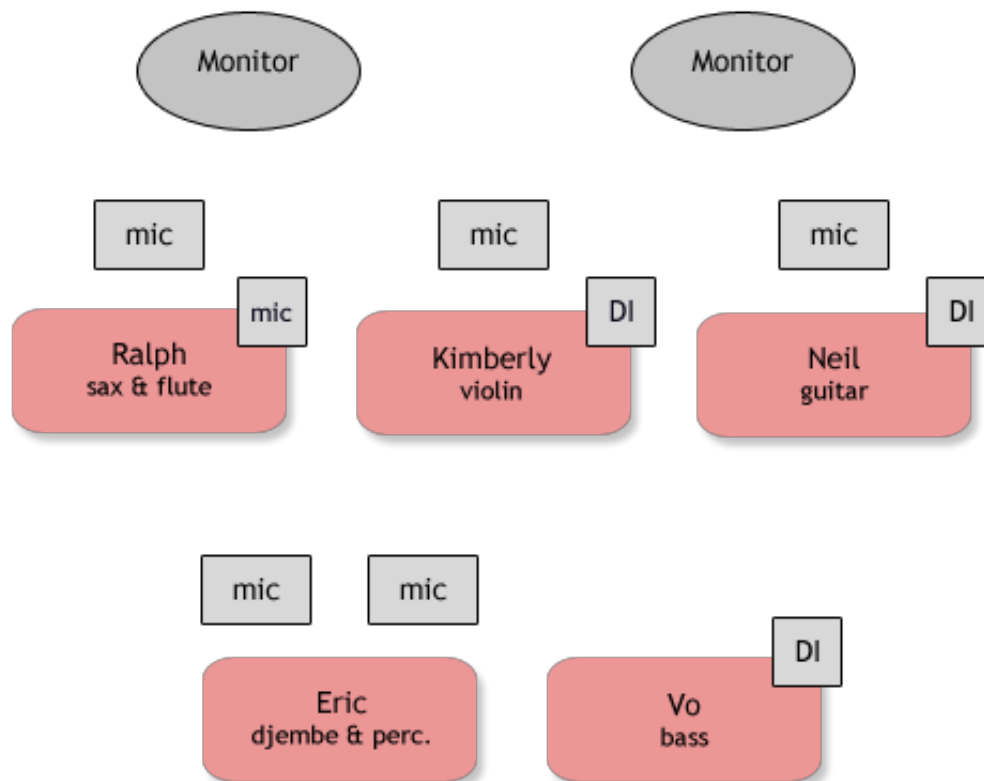 Monitor
Monitor
mic
mic
mic
mic
DI
DI
Ralph
sax & flute
Kimberly
violin
Neil
guitar
mic
mic
DI
Eric
djembe & perc.
Vo
bass